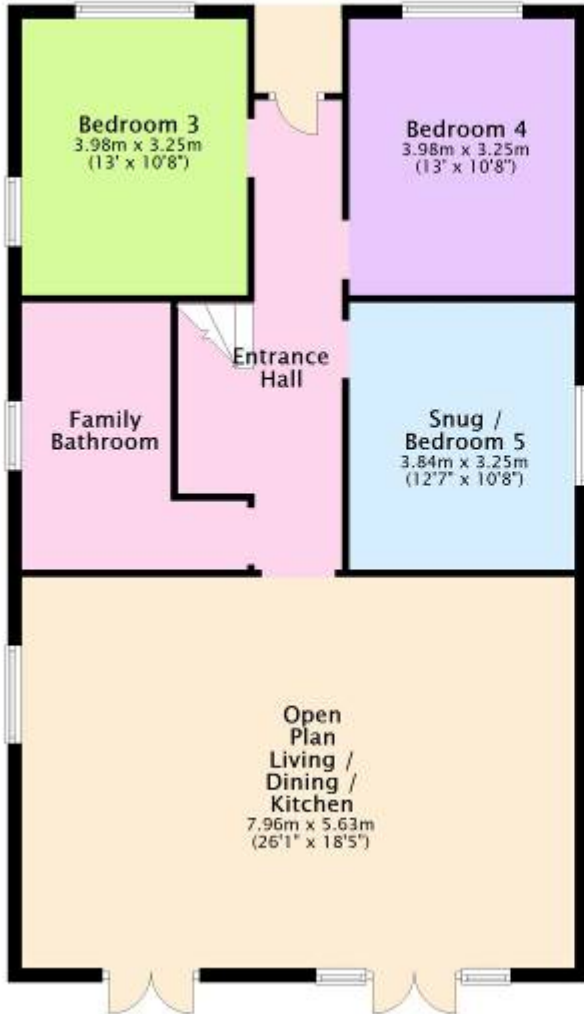 Bedroom 3
3.98m x 3.25m
(13' x 10'8")
Bedroom 4
3.98m x 3.25m
(13' x 10'8")
Entrance
Hall
Family
Bathroom
Snug /
Bedroom 5
3.84m x 3.25m
(12'7" x 10'8")
Open
Plan
Living /
Dining /
Kitchen
7.96m x 5.63m
(26'1" x 18'5")